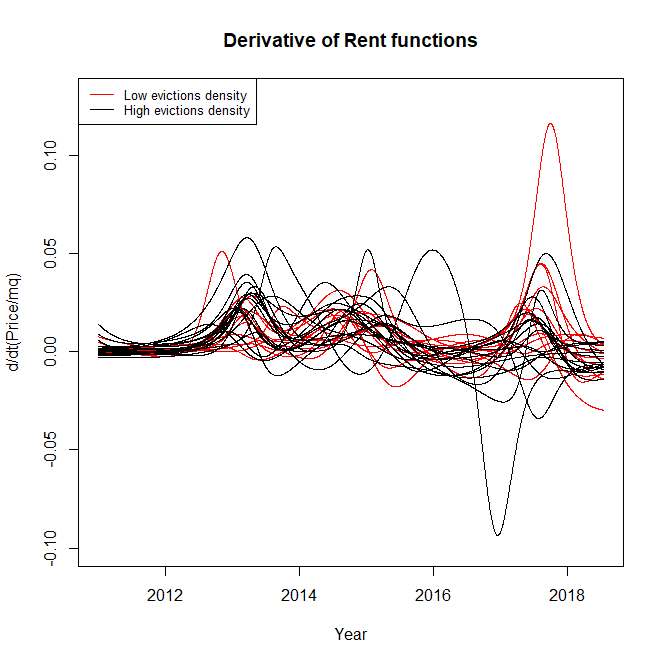 Derivative of Rent functions
Low evictions density
High evictions density
d/dt(Price/mq)
0.10
0.05
0.00
-0.05
-0.10
2012 2014 2016 2018
Year